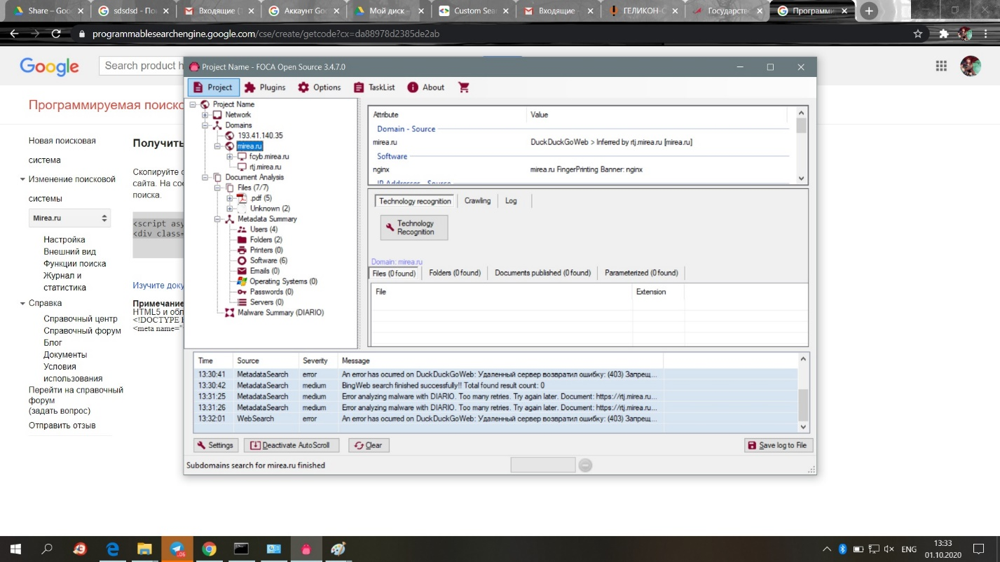 Share – Goo
sdsdsd - По
Входящие (
Аккаунт Goo
Мой диск –
Custom Sea
Входящие
ГЕЛИКОН-О
Государств
Программи
programmablesearchengine.google.com/cse/create/getcode?cx=da88978d2385de2ab
Google
Search product h
Программируемая поиско
Новая поисковая
система
Изменение поисковой
системы
Mirea.ru
Настройка
Внешний вид
Функции поиска
Журнал и
статистика
Справка
Справочный центр
Справочный форум
Блог
Документы
Условия
использования
Перейти на справочный
форум
(задать вопрос)
Отправить отзыв
Получить
Скопируйте с
сайта. На сос
поиска.
<script asy
<div class=
Изучите доку
Примечание
HTML5 и обл
<!DOCTYPE h
<meta name="
Project Name - FOCA Open Source 3.4.7.0
Project
Plugins
Options
TaskList
About
Project Name
Network
Domains
193.41.140.35
mirea.ru
fcyb.mirea.ru
rtj.mirea.ru
Document Analysis
Files (7/7)
.pdf (5)
Unknown (2)
Metadata Summary
Users (4)
Folders (2)
Printers (0)
Software (6)
Emails (0)
Operating Systems (0)
Passwords (0)
Servers (0)
Malware Summary (DIARIO)
Attribute Value
Domain - Source
mirea.ru DuckDuckGoWeb > Inferred by rtj.mirea.ru [mirea.ru]
Software
nginx mirea.ru FingerPrinting Banner: nginx
IP Addresses - Source
Technology recognition Crawling Log
Technology
Recognition
Domain: mirea.ru
Files (0 found) Folders (0 found) Documents published (0 found) Parameterized (0 found)
File Extension
Time Source Severity Message
13:30:41 MetadataSearch error An error has ocurred on DuckDuckGoWeb: Удаленный сервер возвратил ошибку: (403) Запрещ...
13:30:42 MetadataSearch medium BingWeb search finished successfully!! Total found result count: 0
13:31:25 MetadataSearch medium Error analyzing malware with DIARIO. Too many retries. Try again later. Document: https://rtj.mirea.ru...
13:31:26 MetadataSearch medium Error analyzing malware with DIARIO. Too many retries. Try again later. Document: https://rtj.mirea.ru...
13:32:01 WebSearch error An error has ocurred on DuckDuckGoWeb: Удаленный сервер возвратил ошибку: (403) Запрещ...
Settings Deactivate AutoScroll Clear Save log to File
Subdomains search for mirea.ru finished
..06
ENG
13:33
01.10.2020